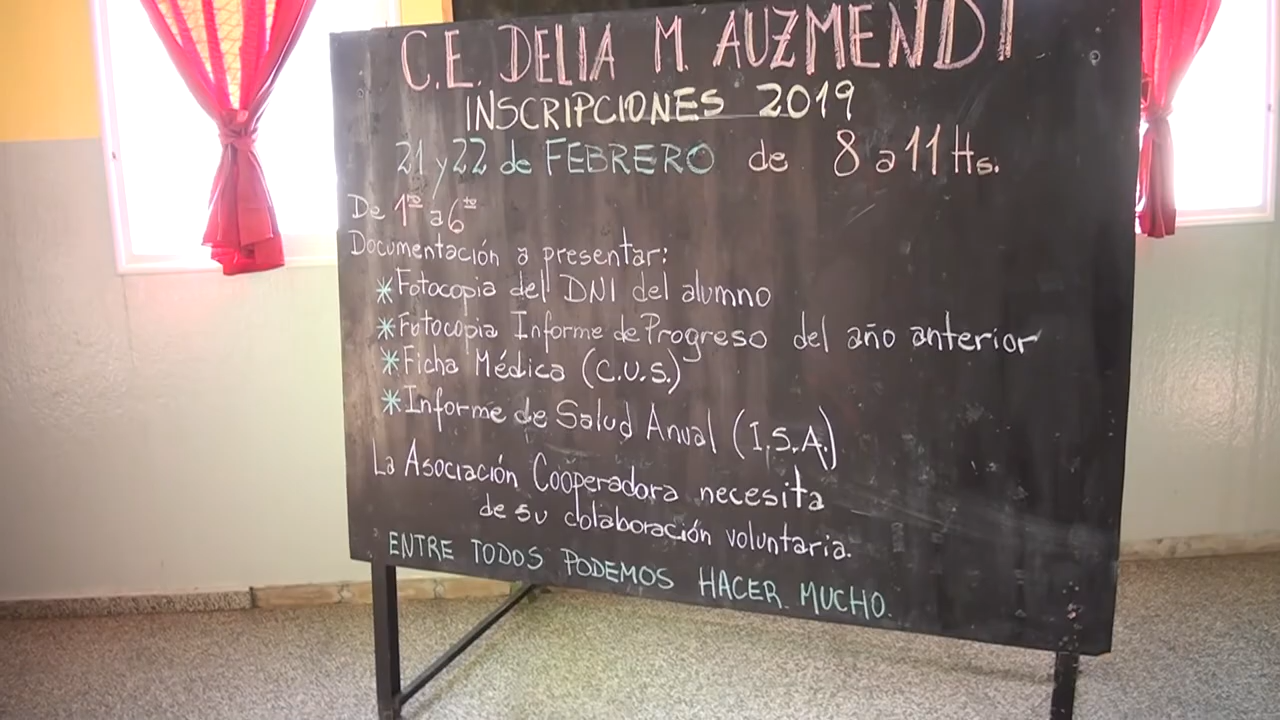 C.E. DELIA M. AUZMENDI
INSCRIPCIONES 2019
21 y 22 de FEBRERO de 8 a 11 Hs.
De 1ro a 6to
Documentación a presentar:
* Fotocopia del DNI del alumno
* Fotocopia Informe de Progreso del año anterior
* Ficha Médica (C.U.S.)
* Informe de Salud Anual (I.S.A.)
La Asociación Cooperadora necesita
de su colaboración voluntaria.
ENTRE TODOS PODEMOS HACER MUCHO.